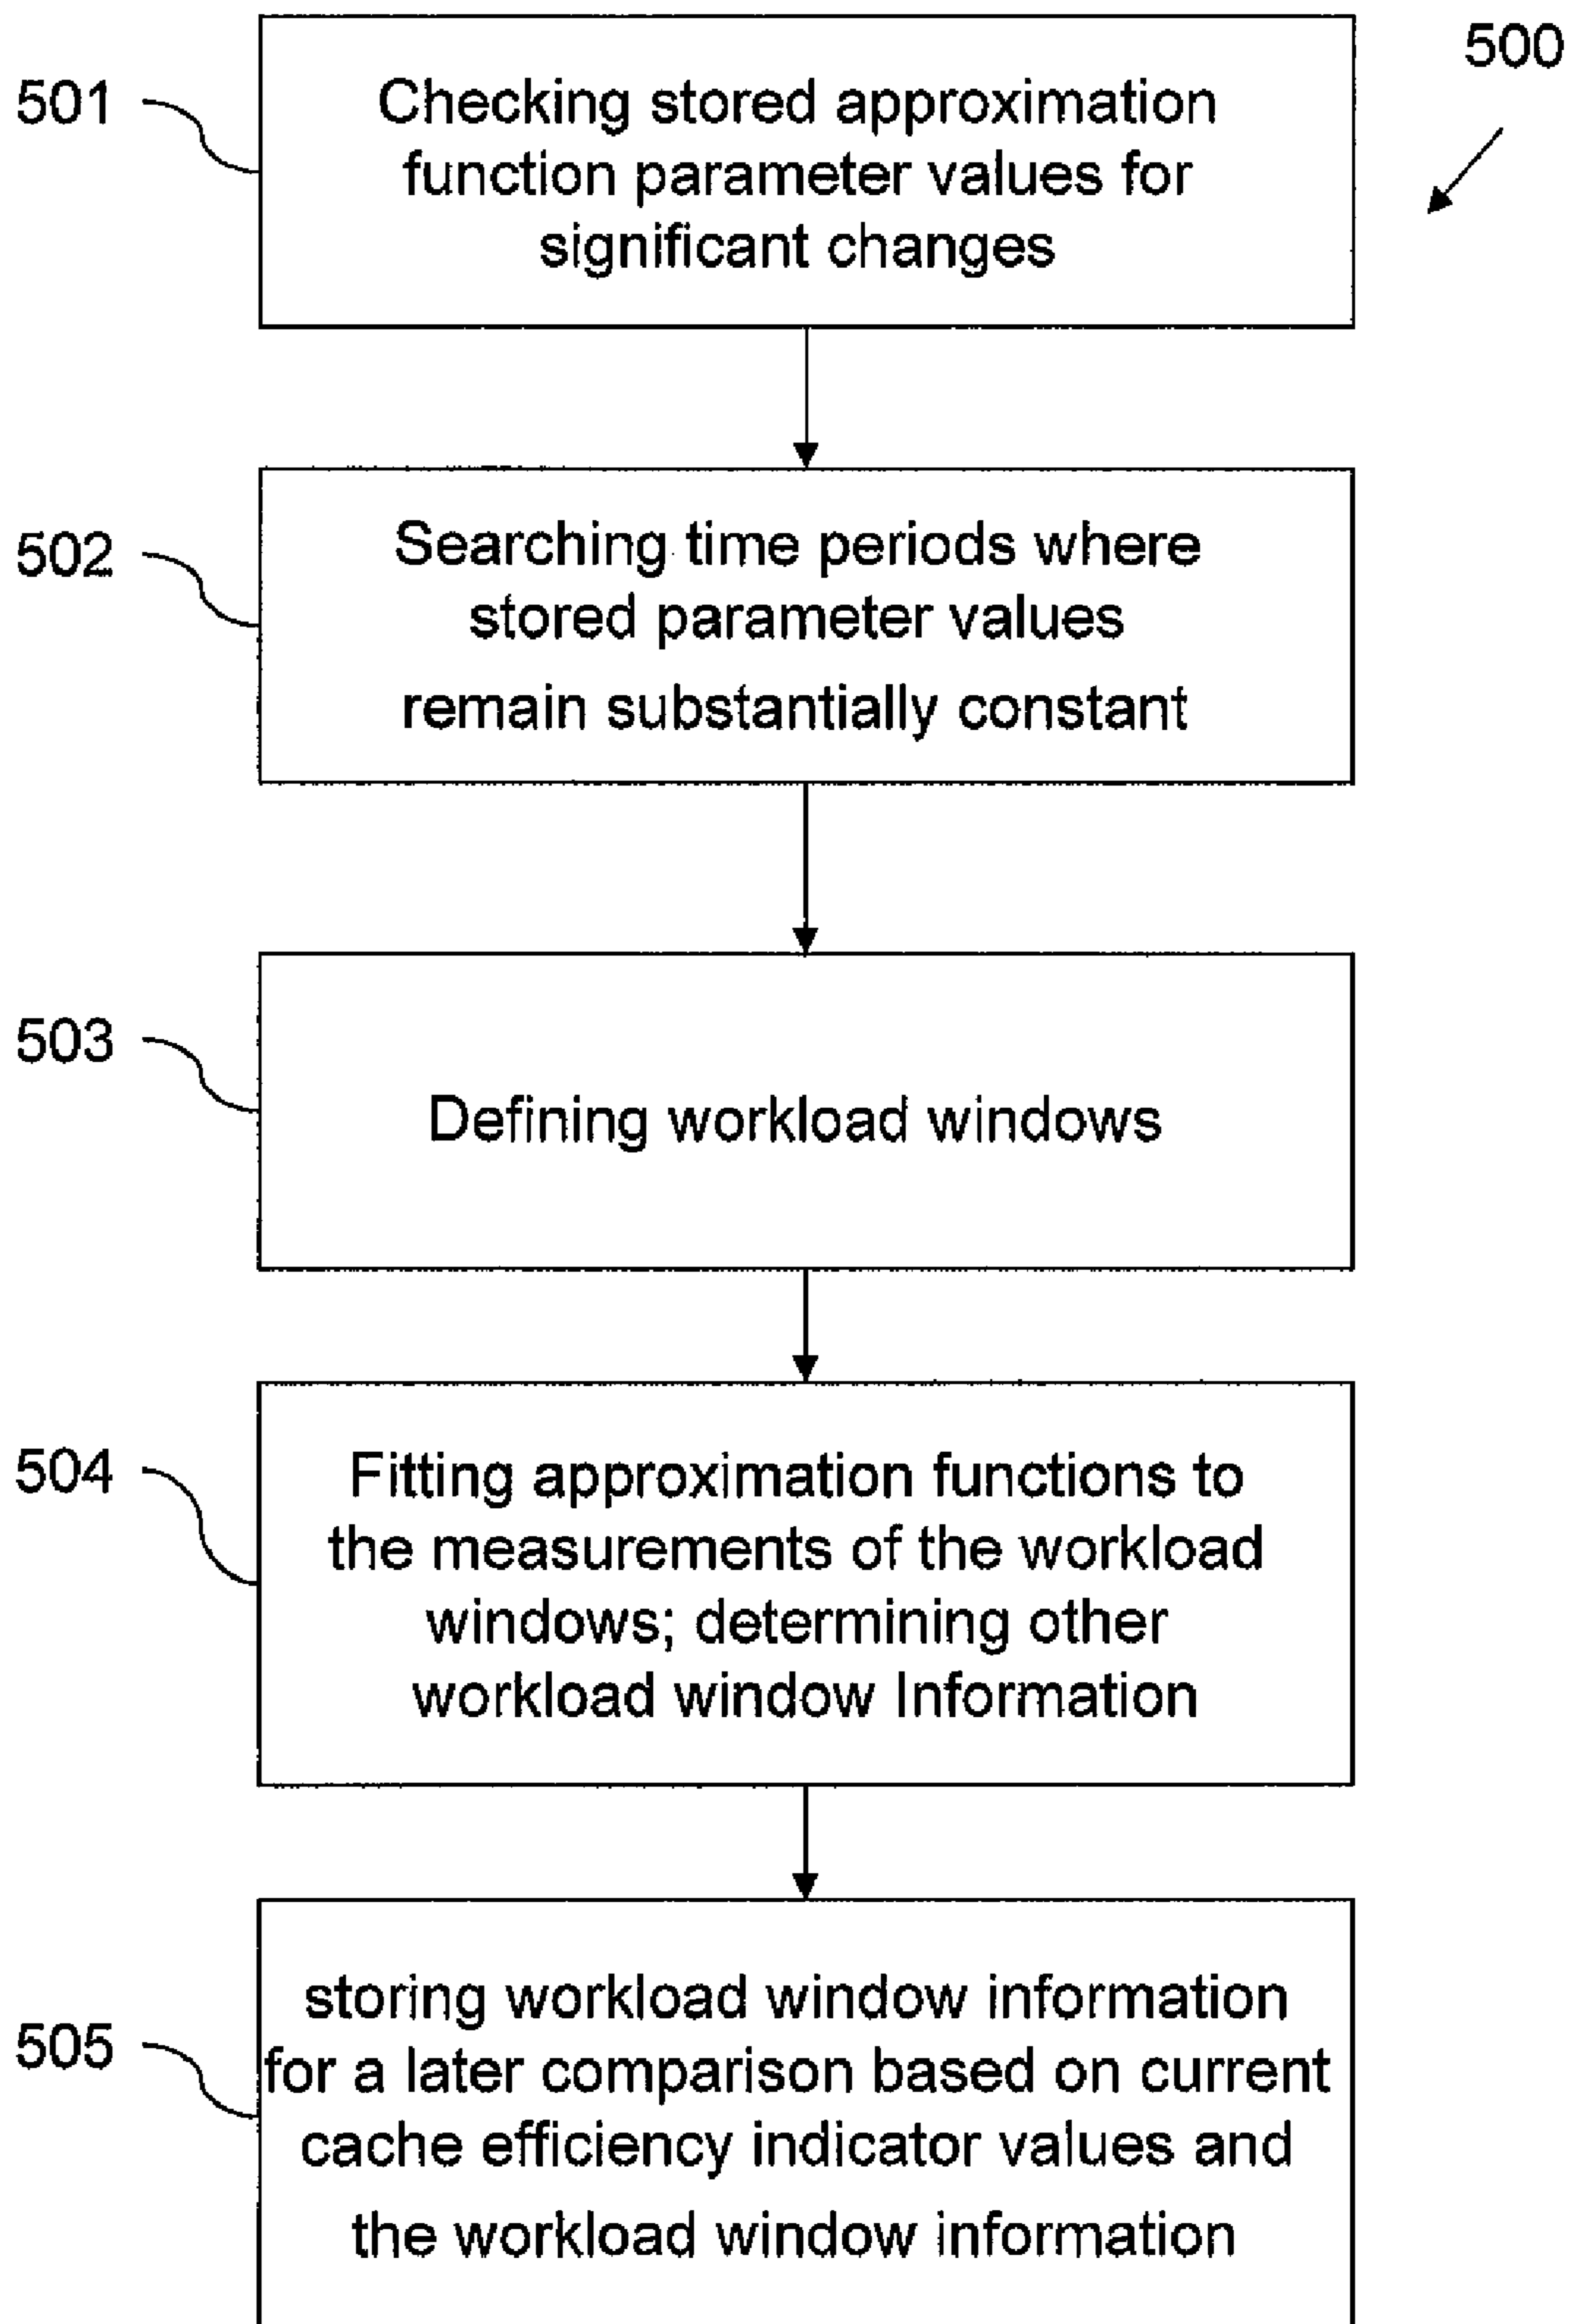 500
501
Checking stored approximation
function parameter values for
significant changes
502
Searching time periods where
stored parameter values
remain substantially constant
503
Defining workload windows
504
Fitting approximation functions to
the measurements of the workload
windows; determining other
workload window Information
505
storing workload window information
for a later comparison based on current
cache efficiency indicator values and
the workload window information